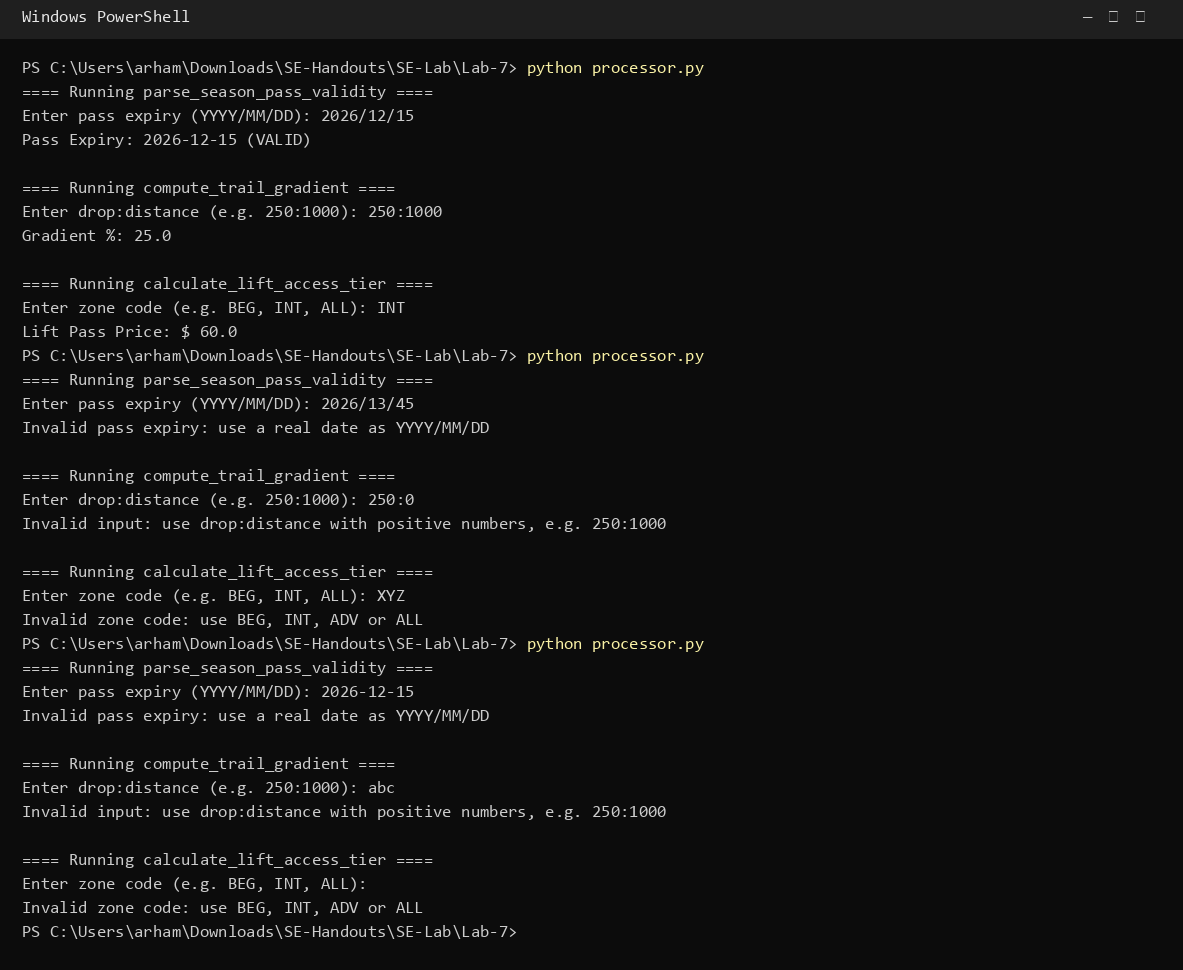 Windows PowerShell
PS C:\Users\arham\Downloads\SE-Handouts\SE-Lab\Lab-7> python processor.py
==== Running parse_season_pass_validity ====
Enter pass expiry (YYYY/MM/DD): 2026/12/15
Pass Expiry: 2026-12-15 (VALID)
==== Running compute_trail_gradient ====
Enter drop:distance (e.g. 250:1000): 250:1000
Gradient %: 25.0
==== Running calculate_lift_access_tier ====
Enter zone code (e.g. BEG, INT, ALL): INT
Lift Pass Price: $ 60.0
PS C:\Users\arham\Downloads\SE-Handouts\SE-Lab\Lab-7> python processor.py
==== Running parse_season_pass_validity ====
Enter pass expiry (YYYY/MM/DD): 2026/13/45
Invalid pass expiry: use a real date as YYYY/MM/DD
==== Running compute_trail_gradient ====
Enter drop:distance (e.g. 250:1000): 250:0
Invalid input: use drop:distance with positive numbers, e.g. 250:1000
==== Running calculate_lift_access_tier ====
Enter zone code (e.g. BEG, INT, ALL): XYZ
Invalid zone code: use BEG, INT, ADV or ALL
PS C:\Users\arham\Downloads\SE-Handouts\SE-Lab\Lab-7> python processor.py
==== Running parse_season_pass_validity ====
Enter pass expiry (YYYY/MM/DD): 2026-12-15
Invalid pass expiry: use a real date as YYYY/MM/DD
==== Running compute_trail_gradient ====
Enter drop:distance (e.g. 250:1000): abc
Invalid input: use drop:distance with positive numbers, e.g. 250:1000
==== Running calculate_lift_access_tier ====
Enter zone code (e.g. BEG, INT, ALL):
Invalid zone code: use BEG, INT, ADV or ALL
PS C:\Users\arham\Downloads\SE-Handouts\SE-Lab\Lab-7>